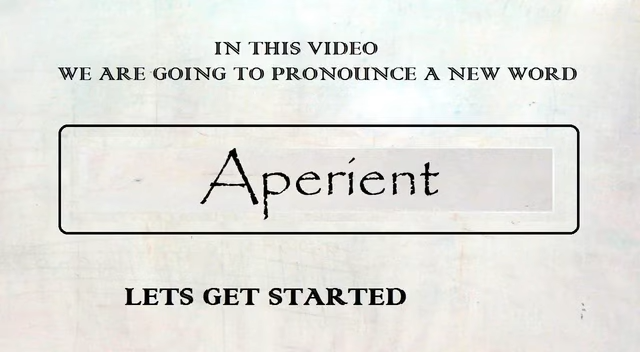 IN THIS VIDEO
WE ARE GOING TO PRONOUNCE A NEW WORD
Aperient
LETS GET STARTED